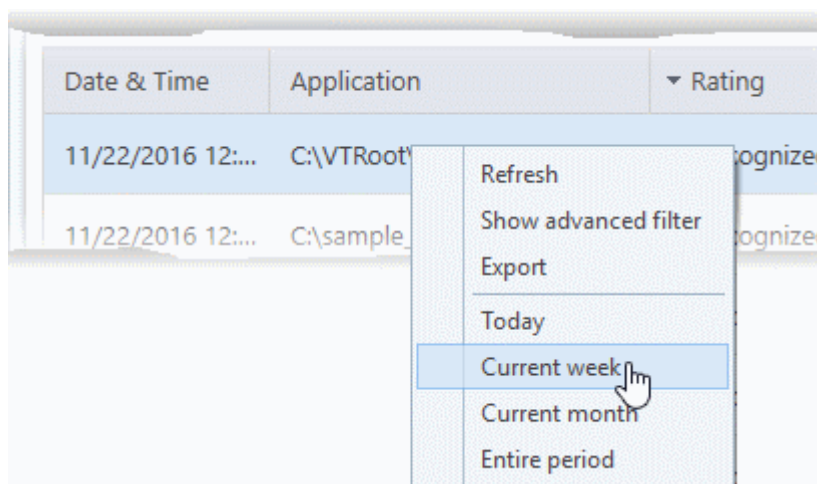 Date & Time Application Rating
11/22/2016 12:... C:\VTRoot\
Refresh
Show advanced filter
11/22/2016 12:... C:\sample_
Export
Today
Current week
Current month
Entire period